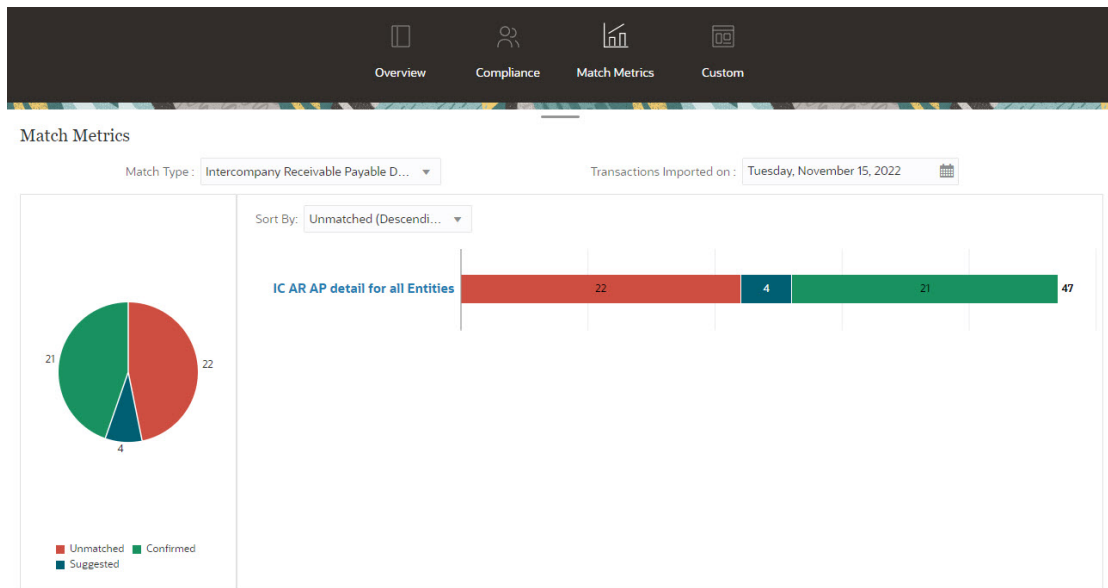 Overview Compliance Match Metrics Custom
Match Metrics
Match Type : Intercompany Receivable Payable D... Transactions Imported on : Tuesday, November 15, 2022
Sort By: Unmatched (Descendi...
IC AR AP detail for all Entities 22 4 21 47
21 22
4
Unmatched Confirmed
Suggested